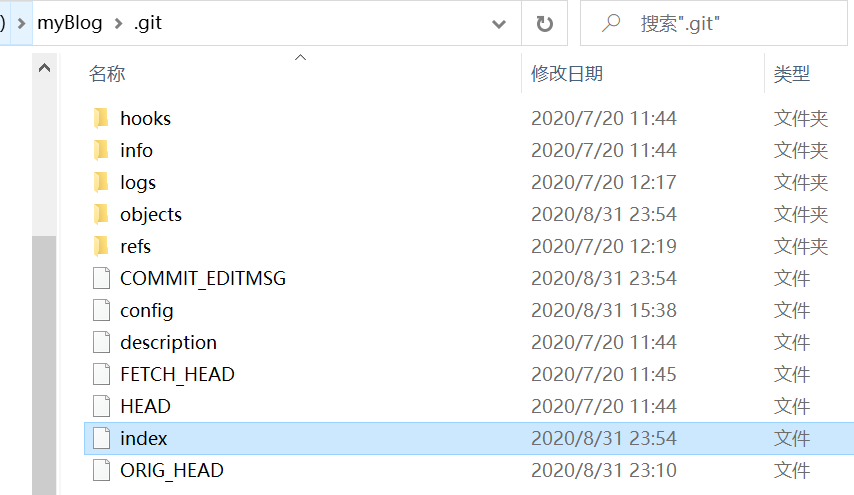 ) > myBlog > .git 搜索".git"
名称 修改日期 类型
hooks 2020/7/20 11:44 文件夹
info 2020/7/20 11:44 文件夹
logs 2020/7/20 12:17 文件夹
objects 2020/8/31 23:54 文件夹
refs 2020/7/20 12:19 文件夹
COMMIT_EDITMSG 2020/8/31 23:54 文件
config 2020/8/31 15:38 文件
description 2020/7/20 11:44 文件
FETCH_HEAD 2020/7/20 11:45 文件
HEAD 2020/7/20 11:44 文件
index 2020/8/31 23:54 文件
ORIG_HEAD 2020/8/31 23:10 文件